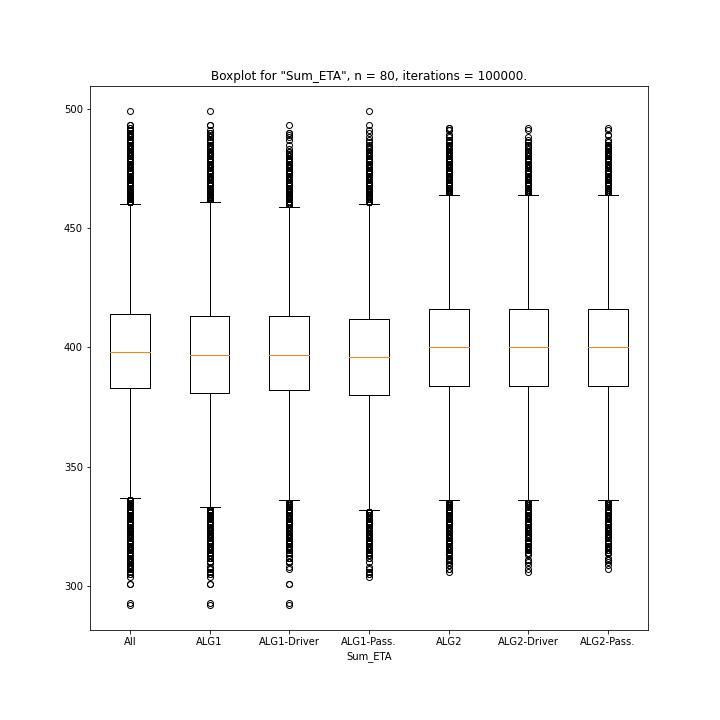 Boxplot for "Sum_ETA", n = 80, iterations = 100000.
500
450
400
350
300
All ALG1 ALG1-Driver ALG1-Pass. ALG2 ALG2-Driver ALG2-Pass.
Sum_ETA